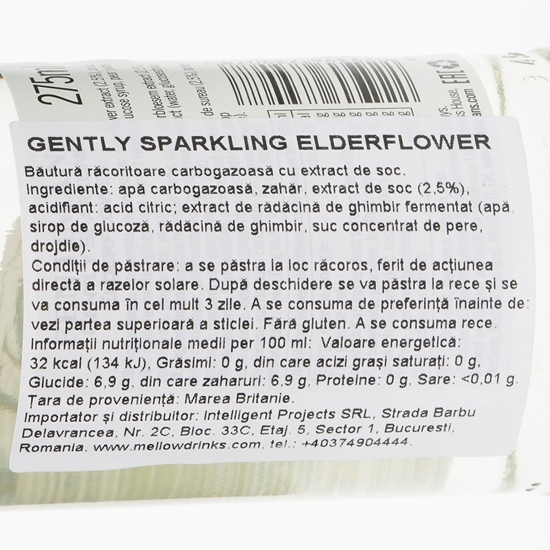 275m
GENTLY SPARKLING ELDERFLOWER
Băutură răcoritoare carbogazoasă cu extract de soc.
Ingrediente: apă carbogazoasă, zahăr, extract de soc (2,5%),
acidifiant: acid citric; extract de rădăcină de ghimbir fermentat (apă,
sirop de glucoză, rădăcină de ghimbir, suc concentrat de pere,
drojdie).
Condiții de păstrare: a se păstra la loc răcoros, ferit de acțiunea
directă a razelor solare. După deschidere se va păstra la rece și se
va consuma în cel mult 3 zile. A se consuma de preferință înainte de:
vezi partea superioară a sticlei. Fără gluten. A se consuma rece.
Informații nutriționale medii per 100 ml: Valoare energetică:
32 kcal (134 kJ), Grăsimi: 0 g, din care acizi grași saturați: 0 g,
Glucide: 6,9 g, din care zaharuri: 6,9 g, Proteine: 0 g, Sare: <0,01 g.
Țara de proveniență: Marea Britanie.
Importator și distribuitor: Intelligent Projects SRL, Strada Barbu
Delavrancea, Nr. 2C, Bloc. 33C, Etaj. 5, Sector 1, Bucuresti,
Romania. www.mellowdrinks.com, tel.: +40374904444.